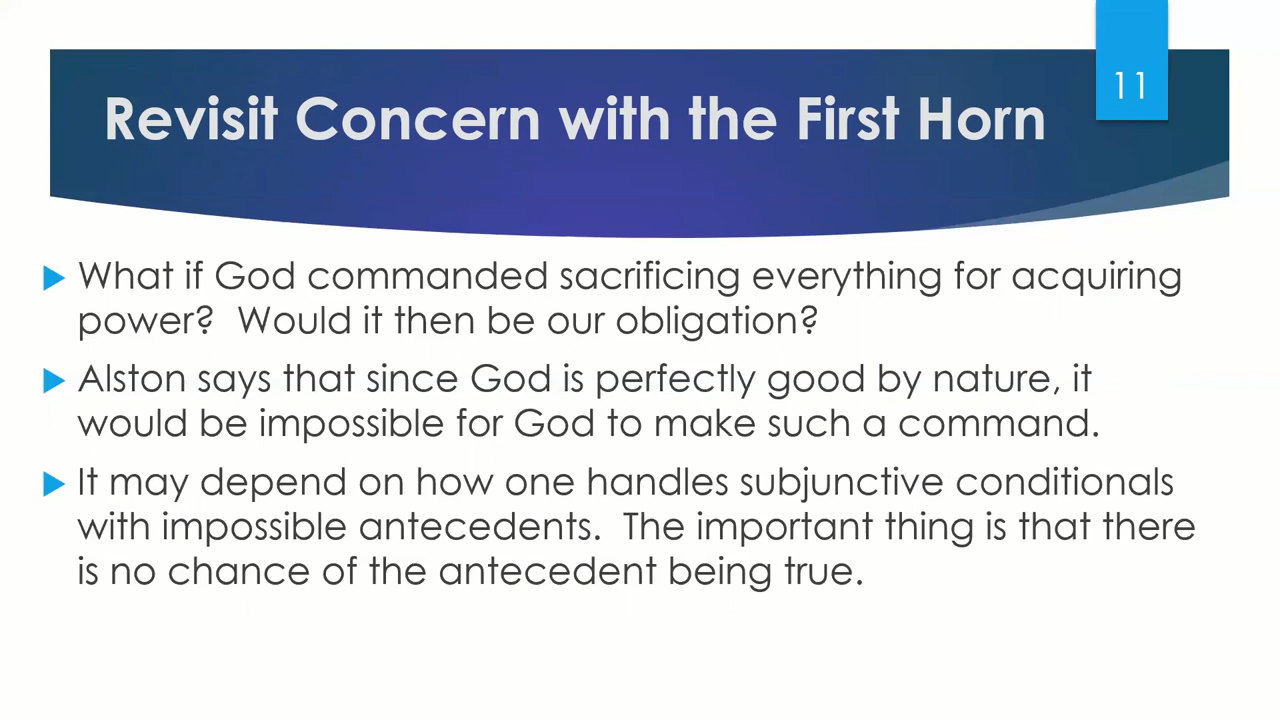 11
Revisit Concern with the First Horn
What if God commanded sacrificing everything for acquiring
power?  Would it then be our obligation?
Alston says that since God is perfectly good by nature, it
would be impossible for God to make such a command.
It may depend on how one handles subjunctive conditionals
with impossible antecedents.  The important thing is that there
is no chance of the antecedent being true.